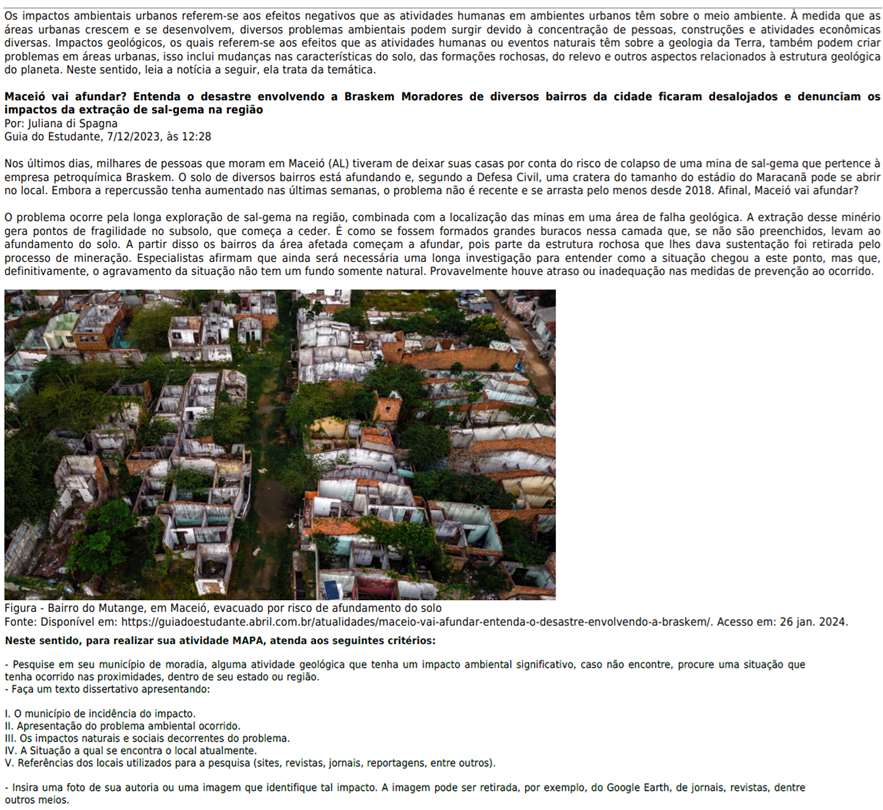 Os impactos ambientais urbanos referem-se aos efeitos negativos que as atividades humanas em ambientes urbanos têm sobre o meio ambiente. À medida que as
áreas urbanas crescem e se desenvolvem, diversos problemas ambientais podem surgir devido à concentração de pessoas, construções e atividades econômicas
diversas. Impactos geológicos, os quais referem-se aos efeitos que as atividades humanas ou eventos naturais têm sobre a geologia da Terra, também podem criar
problemas em áreas urbanas, isso inclui mudanças nas características do solo, das formações rochosas, do relevo e outros aspectos relacionados à estrutura geológica
do planeta. Neste sentido, leia a notícia a seguir, ela trata da temática.
Maceió vai afundar? Entenda o desastre envolvendo a Braskem Moradores de diversos bairros da cidade ficaram desalojados e denunciam os
impactos da extração de sal-gema na região
Por: Juliana di Spagna
Guia do Estudante, 7/12/2023, às 12:28
Nos últimos dias, milhares de pessoas que moram em Maceió (AL) tiveram de deixar suas casas por conta do risco de colapso de uma mina de sal-gema que pertence à
empresa petroquímica Braskem. O solo de diversos bairros está afundando e, segundo a Defesa Civil, uma cratera do tamanho do estádio do Maracanã pode se abrir
no local. Embora a repercussão tenha aumentado nas últimas semanas, o problema não é recente e se arrasta pelo menos desde 2018. Afinal, Maceió vai afundar?
O problema ocorre pela longa exploração de sal-gema na região, combinada com a localização das minas em uma área de falha geológica. A extração desse minério
gera pontos de fragilidade no subsolo, que começa a ceder. É como se fossem formados grandes buracos nessa camada que, se não são preenchidos, levam ao
afundamento do solo. A partir disso os bairros da área afetada começam a afundar, pois parte da estrutura rochosa que lhes dava sustentação foi retirada pelo
processo de mineração. Especialistas afirmam que ainda será necessária uma longa investigação para entender como a situação chegou a este ponto, mas que,
definitivamente, o agravamento da situação não tem um fundo somente natural. Provavelmente houve atraso ou inadequação nas medidas de prevenção ao ocorrido.
Figura - Bairro do Mutange, em Maceió, evacuado por risco de afundamento do solo
Fonte: Disponível em: https://guiadoestudante.abril.com.br/atualidades/maceio-vai-afundar-entenda-o-desastre-envolvendo-a-braskem/. Acesso em: 26 jan. 2024.
Neste sentido, para realizar sua atividade MAPA, atenda aos seguintes critérios:
- Pesquise em seu município de moradia, alguma atividade geológica que tenha um impacto ambiental significativo, caso não encontre, procure uma situação que
tenha ocorrido nas proximidades, dentro de seu estado ou região.
- Faça um texto dissertativo apresentando:
I. O município de incidência do impacto.
II. Apresentação do problema ambiental ocorrido.
III. Os impactos naturais e sociais decorrentes do problema.
IV. A Situação a qual se encontra o local atualmente.
V. Referências dos locais utilizados para a pesquisa (sites, revistas, jornais, reportagens, entre outros).
- Insira uma foto de sua autoria ou uma imagem que identifique tal impacto. A imagem pode ser retirada, por exemplo, do Google Earth, de jornais, revistas, dentre
outros meios.